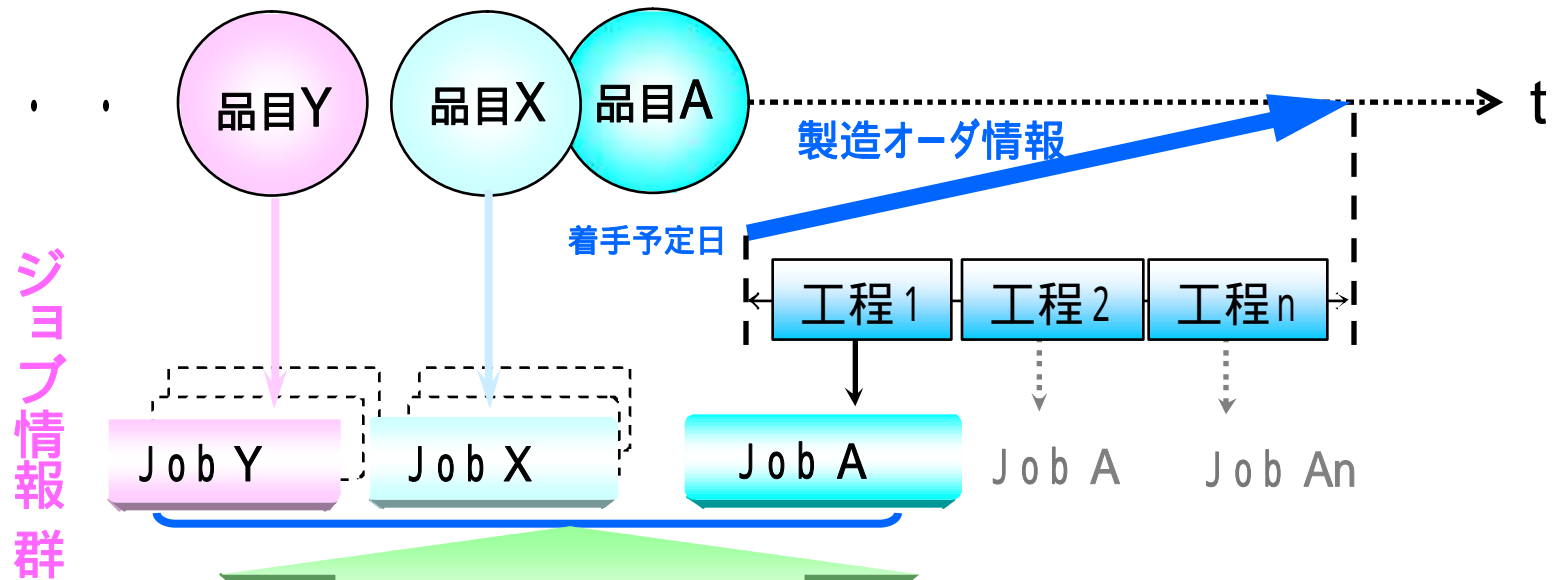 品目Y
品目X
品目A
t
製造オーダ情報
着手予定日
ジョブ情報 群
工程1
工程2
工程n
Job Y
Job X
Job A
Job A
Job An